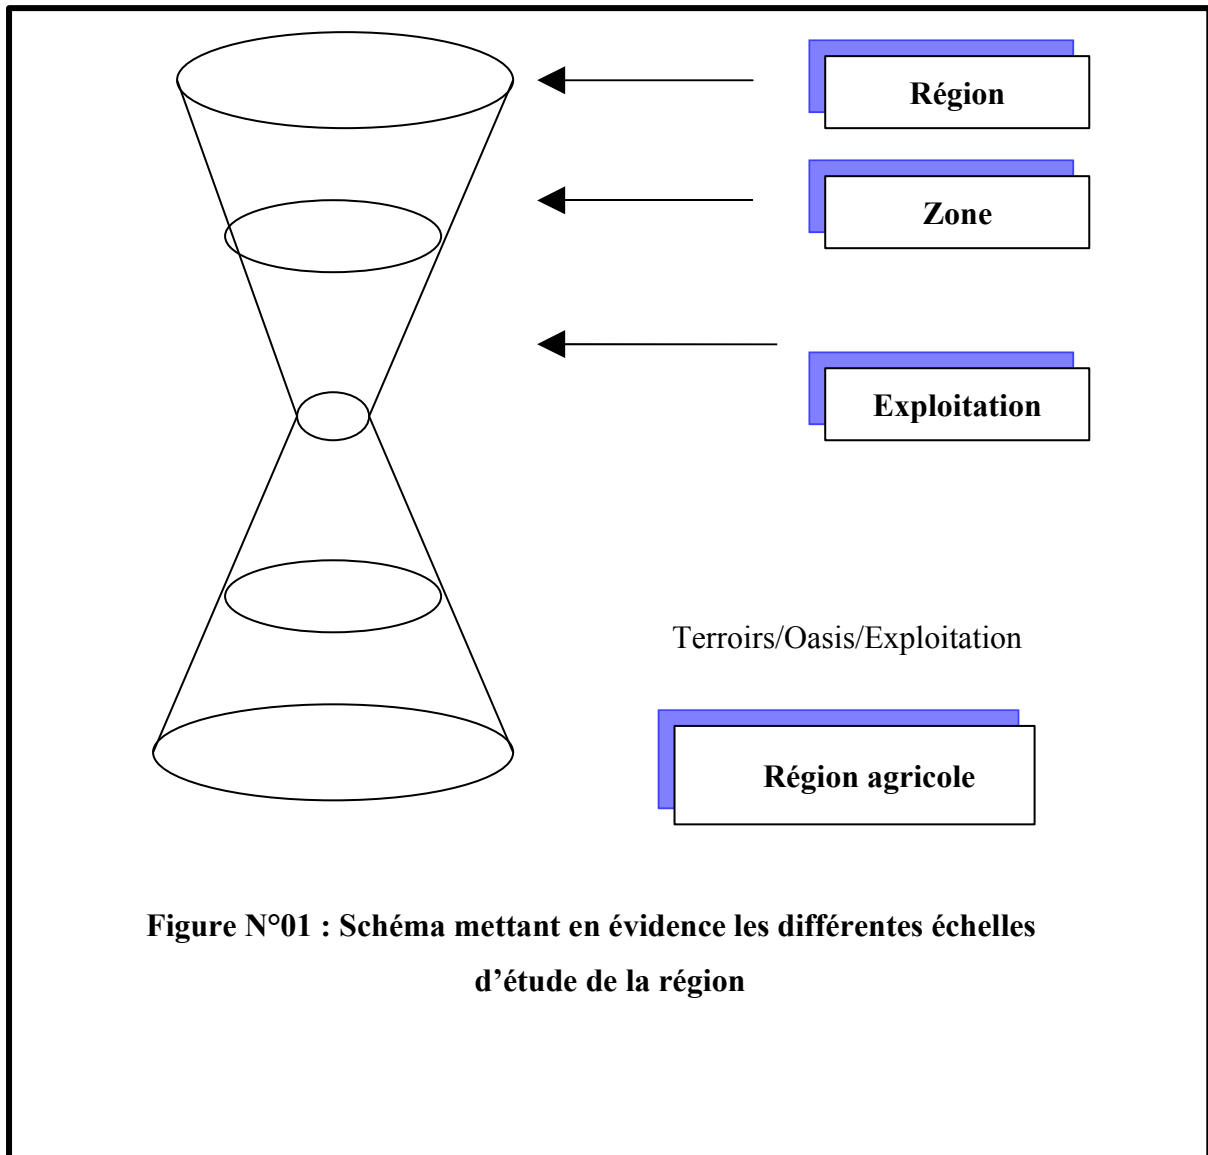 Région
Zone
Exploitation
Terroirs/Oasis/Exploitation
Région agricole
Figure N°01 : Schéma mettant en évidence les différentes échelles
d’étude de la région